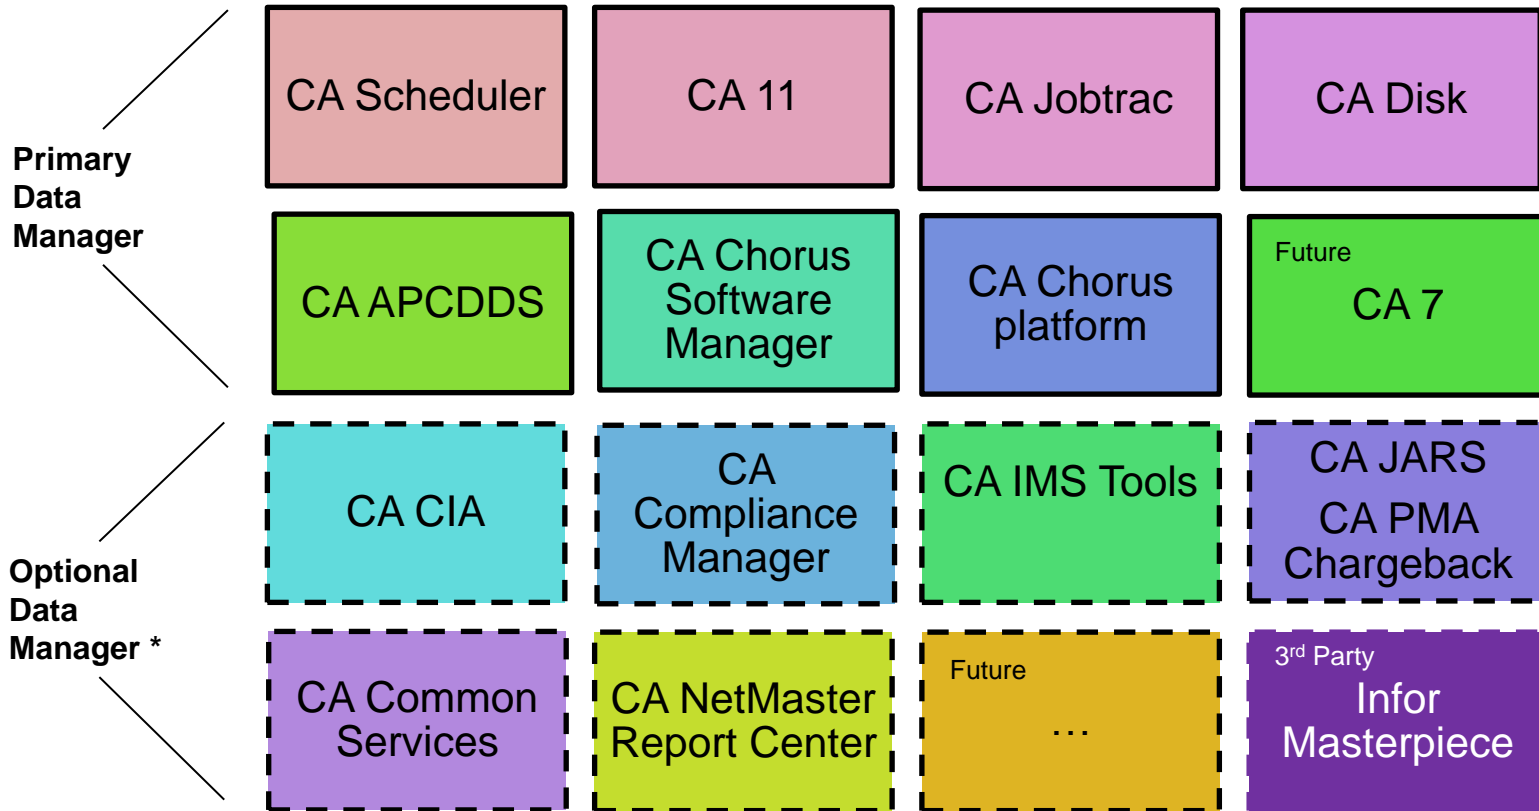 Primary
Data
Manager
CA Scheduler
CA 11
CA Jobtrac
CA Disk
CA APCDDS
CA Chorus
Software
Manager
CA Chorus
platform
Future
CA 7
Optional
Data
Manager *
CA CIA
CA
Compliance
Manager
CA IMS Tools
CA JARS
CA PMA
Chargeback
CA Common
Services
CA NetMaster
Report Center
Future
…
3rd Party
Infor
Masterpiece